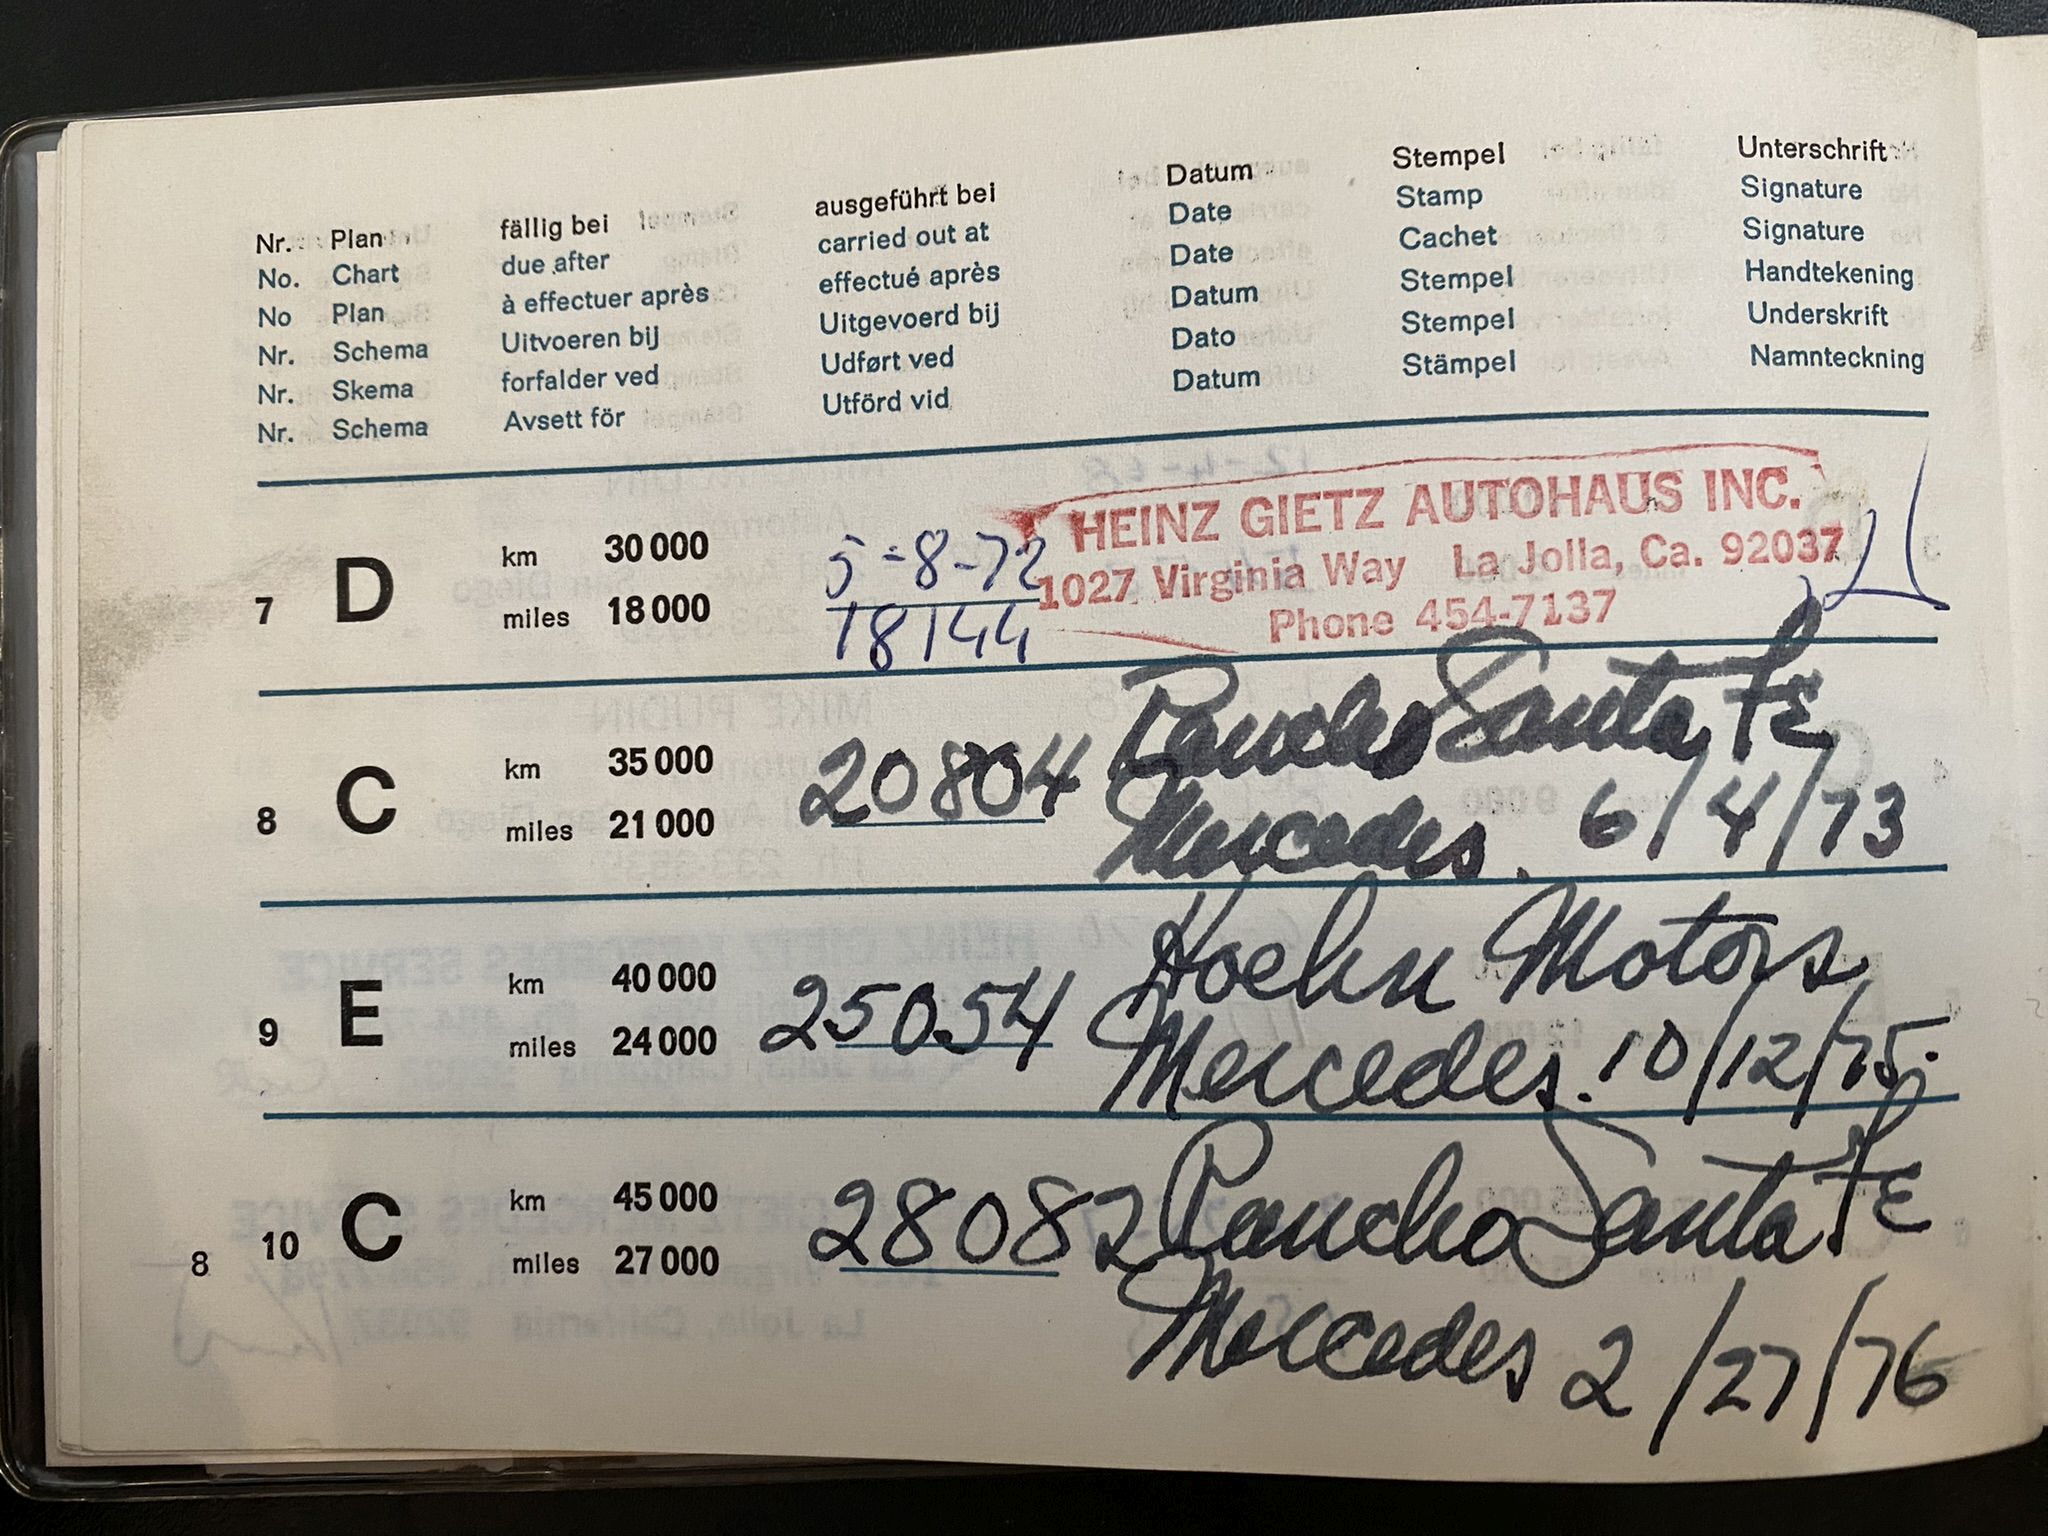 Nr. Plan fällig bei ausgeführt bei Datum Stempel Unterschrift
No. Chart due after carried out at Date Stamp Signature
No Plan à effectuer après effectué après Date Cachet Signature
Nr. Schema Uitvoeren bij Uitgevoerd bij Datum Stempel Handtekening
Nr. Skema forfalder ved Udført ved Dato Stempel Underskrift
Nr. Schema Avsett för Utförd vid Datum Stämpel Namnteckning
HEINZ GIETZ AUTOHAUS INC.
1027 Virginia Way La Jolla, Ca. 92037
Phone 454-7137
7 D km 30 000 5-8-72
miles 18 000 18144
8 C km 35 000 20804 Rancho Santa Fe
miles 21 000 Mercedes. 6/4/73
9 E km 40 000 25054 Hoehn Motors
miles 24 000 Mercedes. 10/12/75.
10 C km 45 000 28082 Rancho Santa Fe
miles 27 000 Mercedes 2/27/76
8